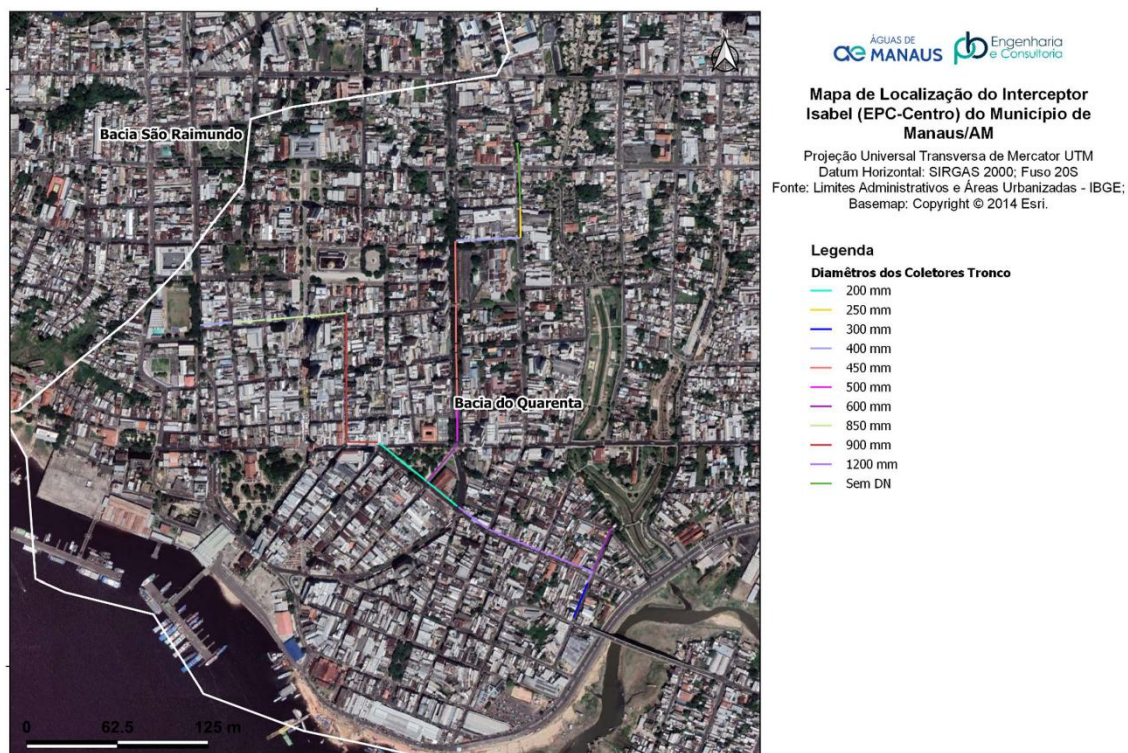 Bacia São Raimundo
Bacia do Quarenta
0 62.5 125 m
ÁGUAS DE
ae MANAUS
pb Engenharia
e Consultoria
Mapa de Localização do Interceptor
Isabel (EPC-Centro) do Município de
Manaus/AM
Projeção Universal Transversa de Mercator UTM
Datum Horizontal: SIRGAS 2000; Fuso 20S
Fonte: Limites Administrativos e Áreas Urbanizadas - IBGE;
Basemap: Copyright © 2014 Esri.
Legenda
Diamêtros dos Coletores Tronco
200 mm
250 mm
300 mm
400 mm
450 mm
500 mm
600 mm
850 mm
900 mm
1200 mm
Sem DN